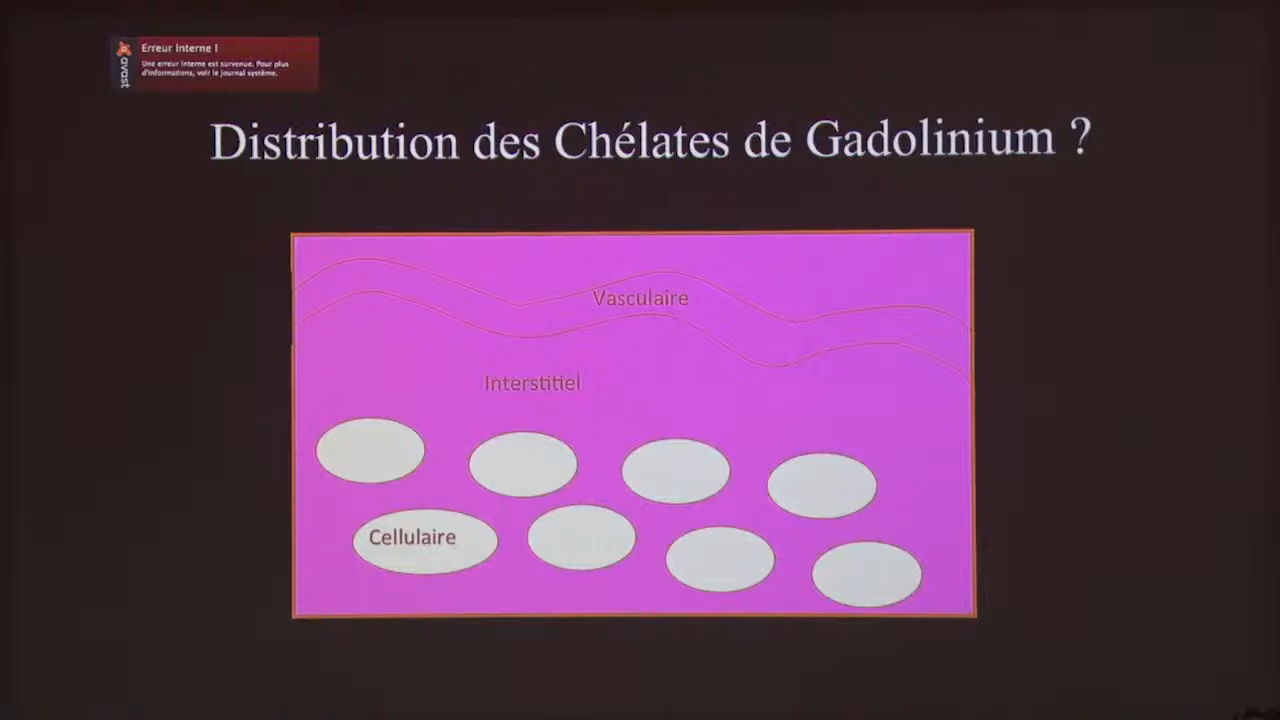 Erreur Interne !
Une erreur interne est survenue. Pour plus
d'informations, voir le journal système.
avast
Distribution des Chélates de Gadolinium ?
Vasculaire
Interstitiel
Cellulaire